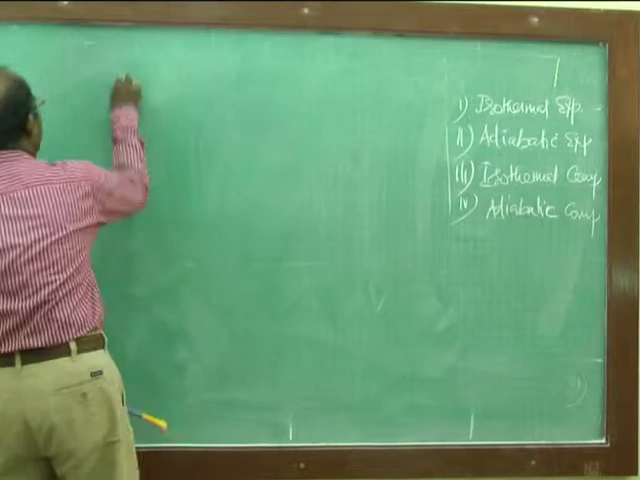 I) Isothermal Exp.
II) Adiabatic Exp
III) Isothermal Comp
IV) Adiabatic Comp